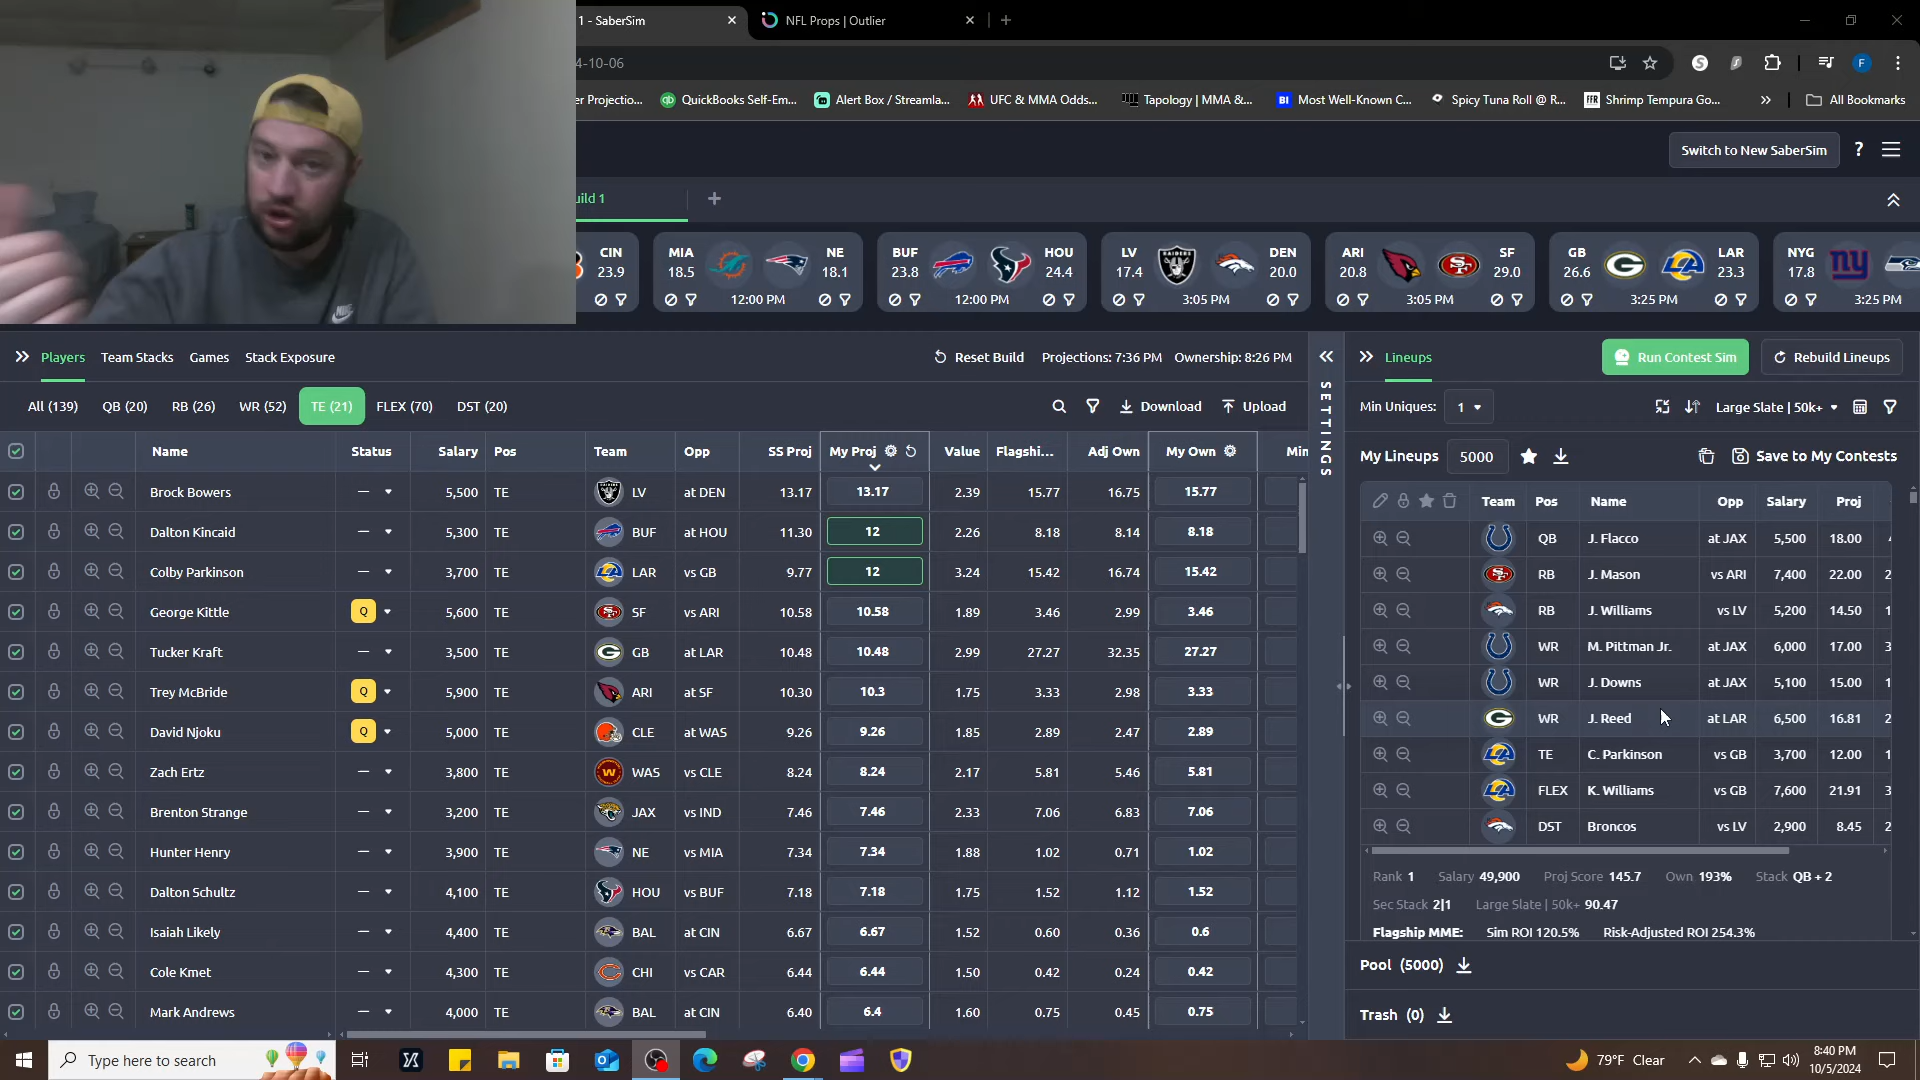 1 - SaberSim
NFL Props | Outlier
4-10-06
er Projectio...
QuickBooks Self-Em...
Alert Box / Streamla...
UFC & MMA Odds...
Tapology | MMA &...
BI Most Well-Known C...
Spicy Tuna Roll @ R...
FFR Shrimp Tempura Go...
All Bookmarks
Switch to New SaberSim
?
uild 1
CIN 23.9
MIA 18.5 NE 18.1 12:00 PM
BUF 23.8 HOU 24.4 12:00 PM
LV 17.4 DEN 20.0 3:05 PM
ARI 20.8 SF 29.0 3:05 PM
GB 26.6 LAR 23.3 3:25 PM
NYG 17.8 3:25 PM
Players Team Stacks Games Stack Exposure Reset Build Projections: 7:36 PM Ownership: 8:26 PM
All (139) QB (20) RB (26) WR (52) TE (21) FLEX (70) DST (20) Download Upload
Name Status Salary Pos Team Opp SS Proj My Proj Value Flagshi... Adj Own My Own Min
Brock Bowers — 5,500 TE LV at DEN 13.17 13.17 2.39 15.77 16.75 15.77
Dalton Kincaid — 5,300 TE BUF at HOU 11.30 12 2.26 8.18 8.14 8.18
Colby Parkinson — 3,700 TE LAR vs GB 9.77 12 3.24 15.42 16.74 15.42
George Kittle Q 5,600 TE SF vs ARI 10.58 10.58 1.89 3.46 2.99 3.46
Tucker Kraft — 3,500 TE GB at LAR 10.48 10.48 2.99 27.27 32.35 27.27
Trey McBride Q 5,900 TE ARI at SF 10.30 10.3 1.75 3.33 2.98 3.33
David Njoku Q 5,000 TE CLE at WAS 9.26 9.26 1.85 2.89 2.47 2.89
Zach Ertz — 3,800 TE WAS vs CLE 8.24 8.24 2.17 5.81 5.46 5.81
Brenton Strange — 3,200 TE JAX vs IND 7.46 7.46 2.33 7.06 6.83 7.06
Hunter Henry — 3,900 TE NE vs MIA 7.34 7.34 1.88 1.02 0.71 1.02
Dalton Schultz — 4,100 TE HOU vs BUF 7.18 7.18 1.75 1.52 1.12 1.52
Isaiah Likely — 4,400 TE BAL at CIN 6.67 6.67 1.52 0.60 0.36 0.6
Cole Kmet — 4,300 TE CHI vs CAR 6.44 6.44 1.50 0.42 0.24 0.42
Mark Andrews — 4,000 TE BAL at CIN 6.40 6.4 1.60 0.75 0.45 0.75
SETTINGS
Lineups Run Contest Sim Rebuild Lineups
Min Uniques: 1 Large Slate | 50k+
My Lineups 5000 Save to My Contests
Team Pos Name Opp Salary Proj
QB J. Flacco at JAX 5,500 18.00
RB J. Mason vs ARI 7,400 22.00 2
RB J. Williams vs LV 5,200 14.50 1
WR M. Pittman Jr. at JAX 6,000 17.00 3
WR J. Downs at JAX 5,100 15.00 1
WR J. Reed at LAR 6,500 16.81 2
TE C. Parkinson vs GB 3,700 12.00 1
FLEX K. Williams vs GB 7,600 21.91 3
DST Broncos vs LV 2,900 8.45 2
Rank 1 Salary 49,900 Proj Score 145.7 Own 193% Stack QB + 2
Sec Stack 2|1 Large Slate | 50k+ 90.47
Flagship MME: Sim ROI 120.5% Risk-Adjusted ROI 254.3%
Pool (5000)
Trash (0)
Type here to search
79°F Clear
8:40 PM
10/5/2024